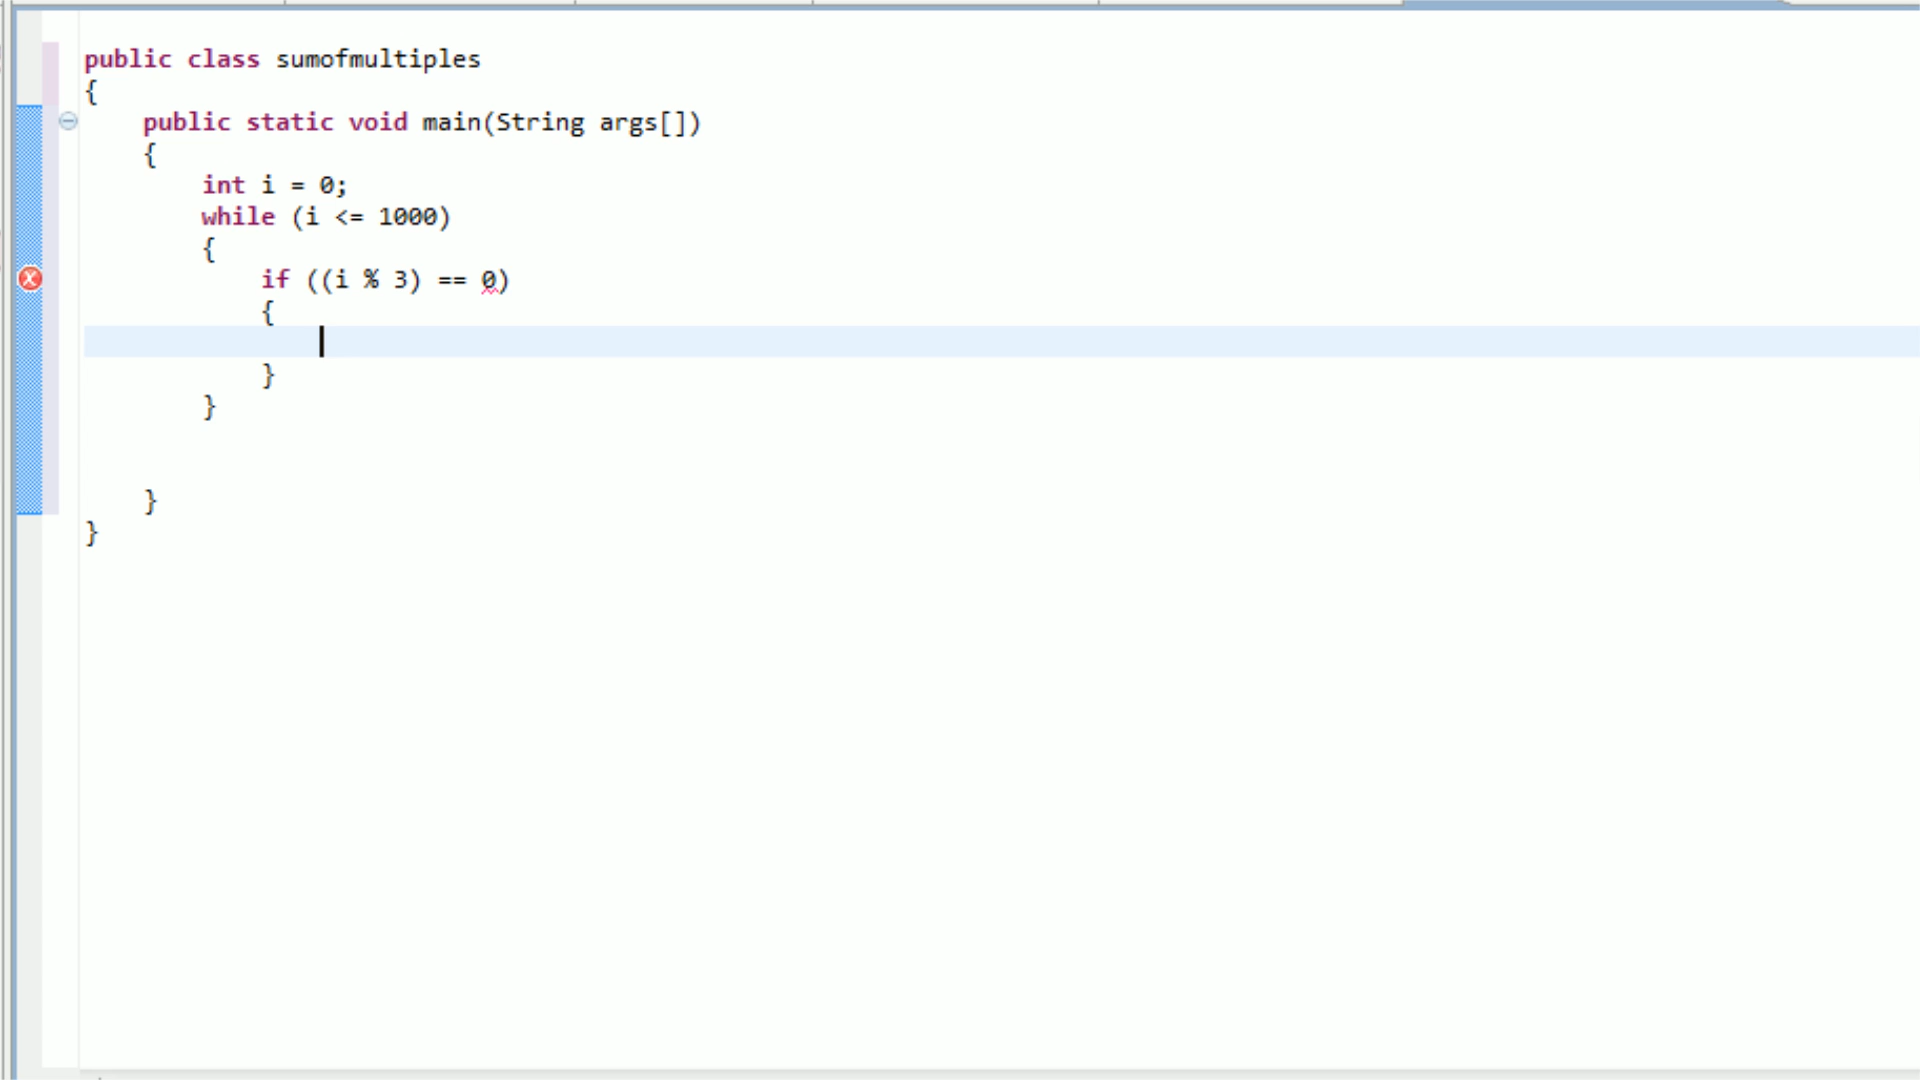 public class sumofmultiples
{
    public static void main(String args[])
    {
        int i = 0;
        while (i <= 1000)
        {
            if ((i % 3) == 0)
            {
            }
        }
    }
}